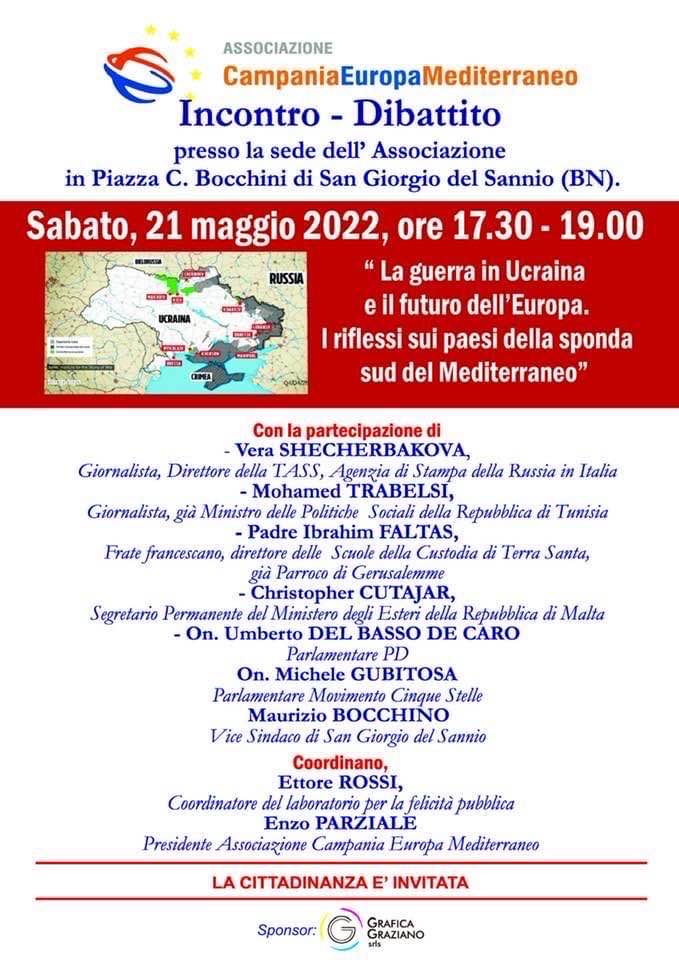 ASSOCIAZIONE
CampaniaEuropaMediterraneo
Incontro - Dibattito
presso la sede dell' Associazione
in Piazza C. Bocchini di San Giorgio del Sannio (BN).
Sabato, 21 maggio 2022, ore 17.30 - 19.00
BIELORUSSIA
RUSSIA
UCRAINA
CRIMEA
“ La guerra in Ucraina
e il futuro dell'Europa.
I riflessi sui paesi della sponda
sud del Mediterraneo”
Con la partecipazione di
- Vera SHECHERBAKOVA,
Giornalista, Direttore della TASS, Agenzia di Stampa della Russia in Italia
- Mohamed TRABELSI,
Giornalista, già Ministro delle Politiche Sociali della Repubblica di Tunisia
- Padre Ibrahim FALTAS,
Frate francescano, direttore delle Scuole della Custodia di Terra Santa,
già Parroco di Gerusalemme
- Christopher CUTAJAR,
Segretario Permanente del Ministero degli Esteri della Repubblica di Malta
- On. Umberto DEL BASSO DE CARO
Parlamentare PD
On. Michele GUBITOSA
Parlamentare Movimento Cinque Stelle
Maurizio BOCCHINO
Vice Sindaco di San Giorgio del Sannio
Coordinano,
Ettore ROSSI,
Coordinatore del laboratorio per la felicità pubblica
Enzo PARZIALE
Presidente Associazione Campania Europa Mediterraneo
LA CITTADINANZA E' INVITATA
Sponsor:
G
GRAFICA
GRAZIANO
srls